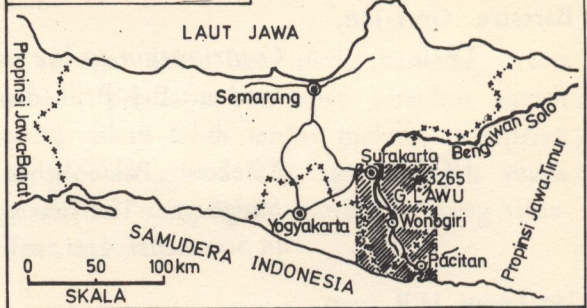 LAUT JAWA
Propinsi Jawa-Barat
Semarang
Bengawan Solo
Surakarta
3265
G. LAWU
Propinsi Jawa-Timur
Yogyakarta
Wonogiri
SAMUDERA INDONESIA
Pacitan
0 50 100 km
SKALA